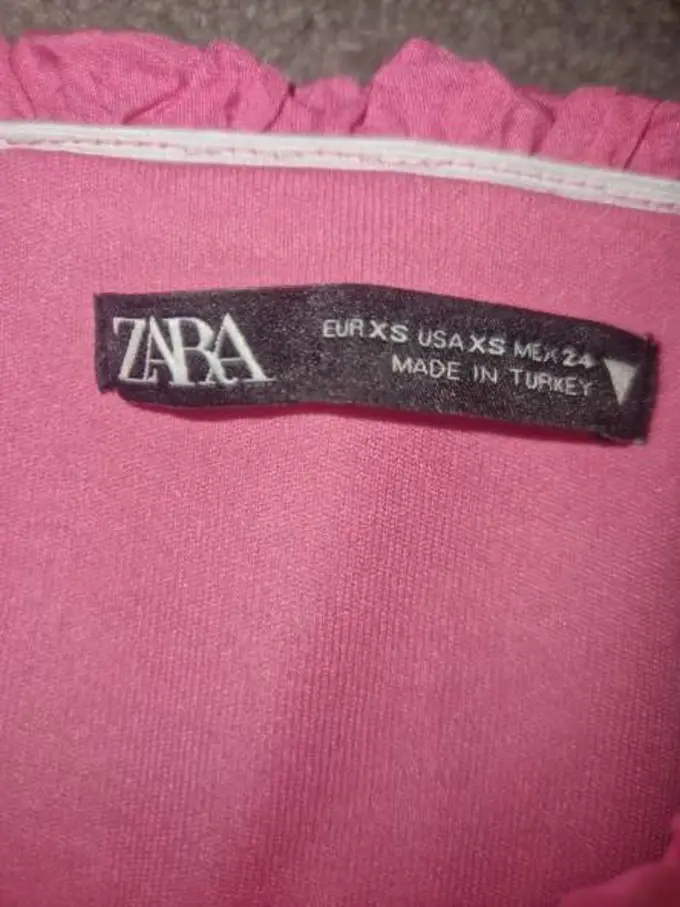 ZARA
EUR XS USA XS MEX 24
MADE IN TURKEY